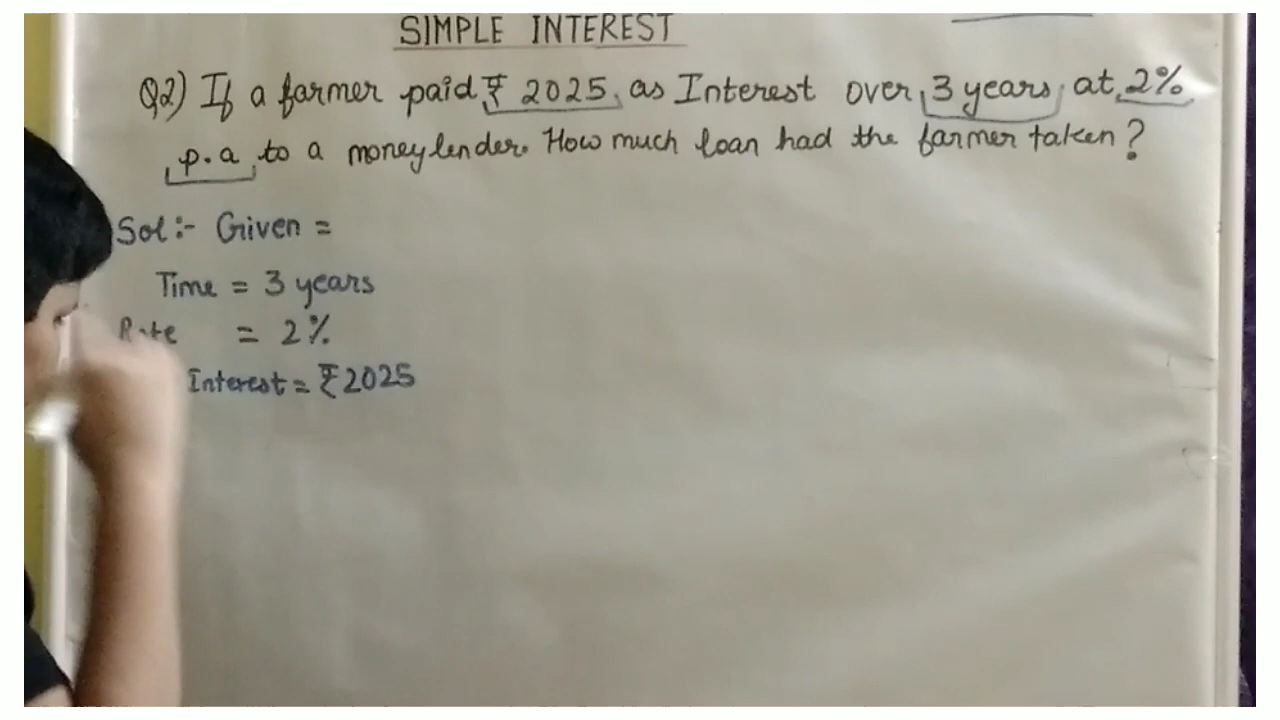 SIMPLE INTEREST
Q2) If a farmer paid ₹ 2025 as Interest over 3 years at 2%
p.a to a moneylender. How much loan had the farmer taken?
Sol:- Given =
Time = 3 years
Rate = 2%
Interest = ₹2025